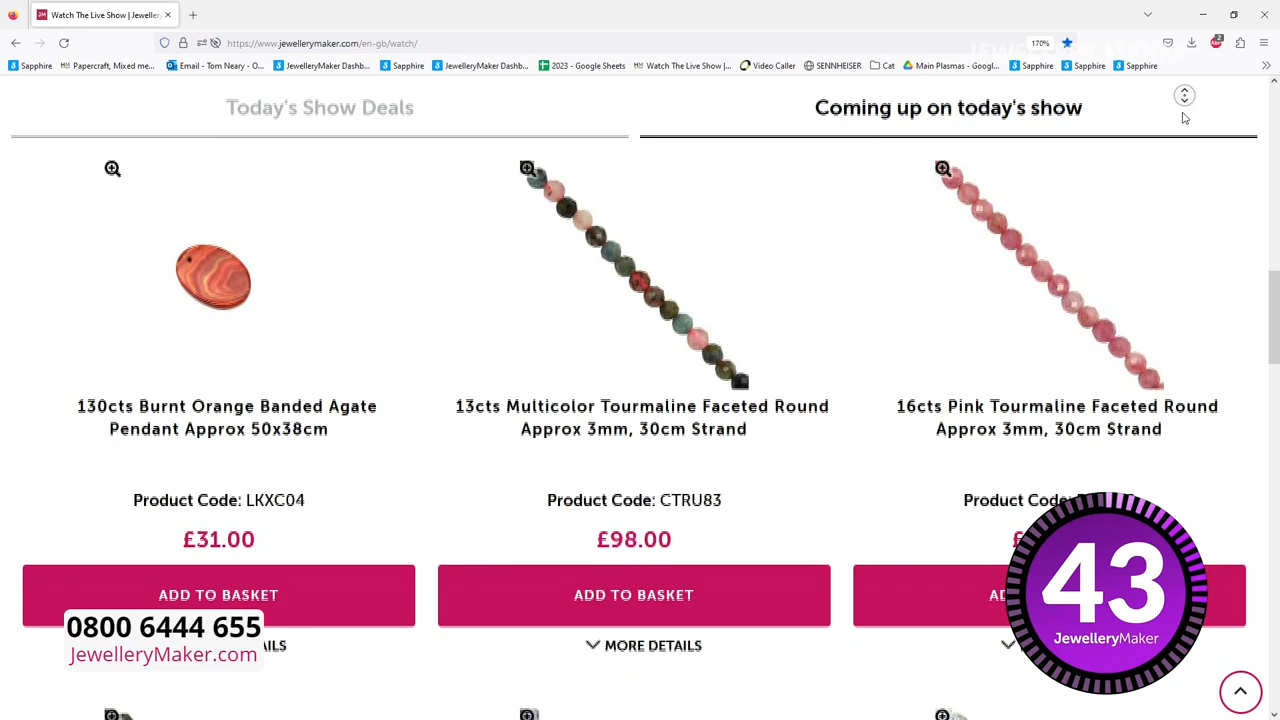 Watch The Live Show | Jeweller
https://www.jewellerymaker.com/en-gb/watch/
170%
Sapphire
Papercraft, Mixed me...
Email - Tom Neary - O...
JewelleryMaker Dashb...
Sapphire
JewelleryMaker Dashb...
2023 - Google Sheets
Watch The Live Show |...
Video Caller
SENNHEISER
Cat
Main Plasmas - Googl...
Sapphire
Sapphire
Sapphire
Today's Show Deals
Coming up on today's show
130cts Burnt Orange Banded Agate
Pendant Approx 50x38cm
Product Code: LKXC04
£31.00
ADD TO BASKET
13cts Multicolor Tourmaline Faceted Round
Approx 3mm, 30cm Strand
Product Code: CTRU83
£98.00
ADD TO BASKET
MORE DETAILS
16cts Pink Tourmaline Faceted Round
Approx 3mm, 30cm Strand
Product Code:
£
43
JewelleryMaker
0800 6444 655
JewelleryMaker.com